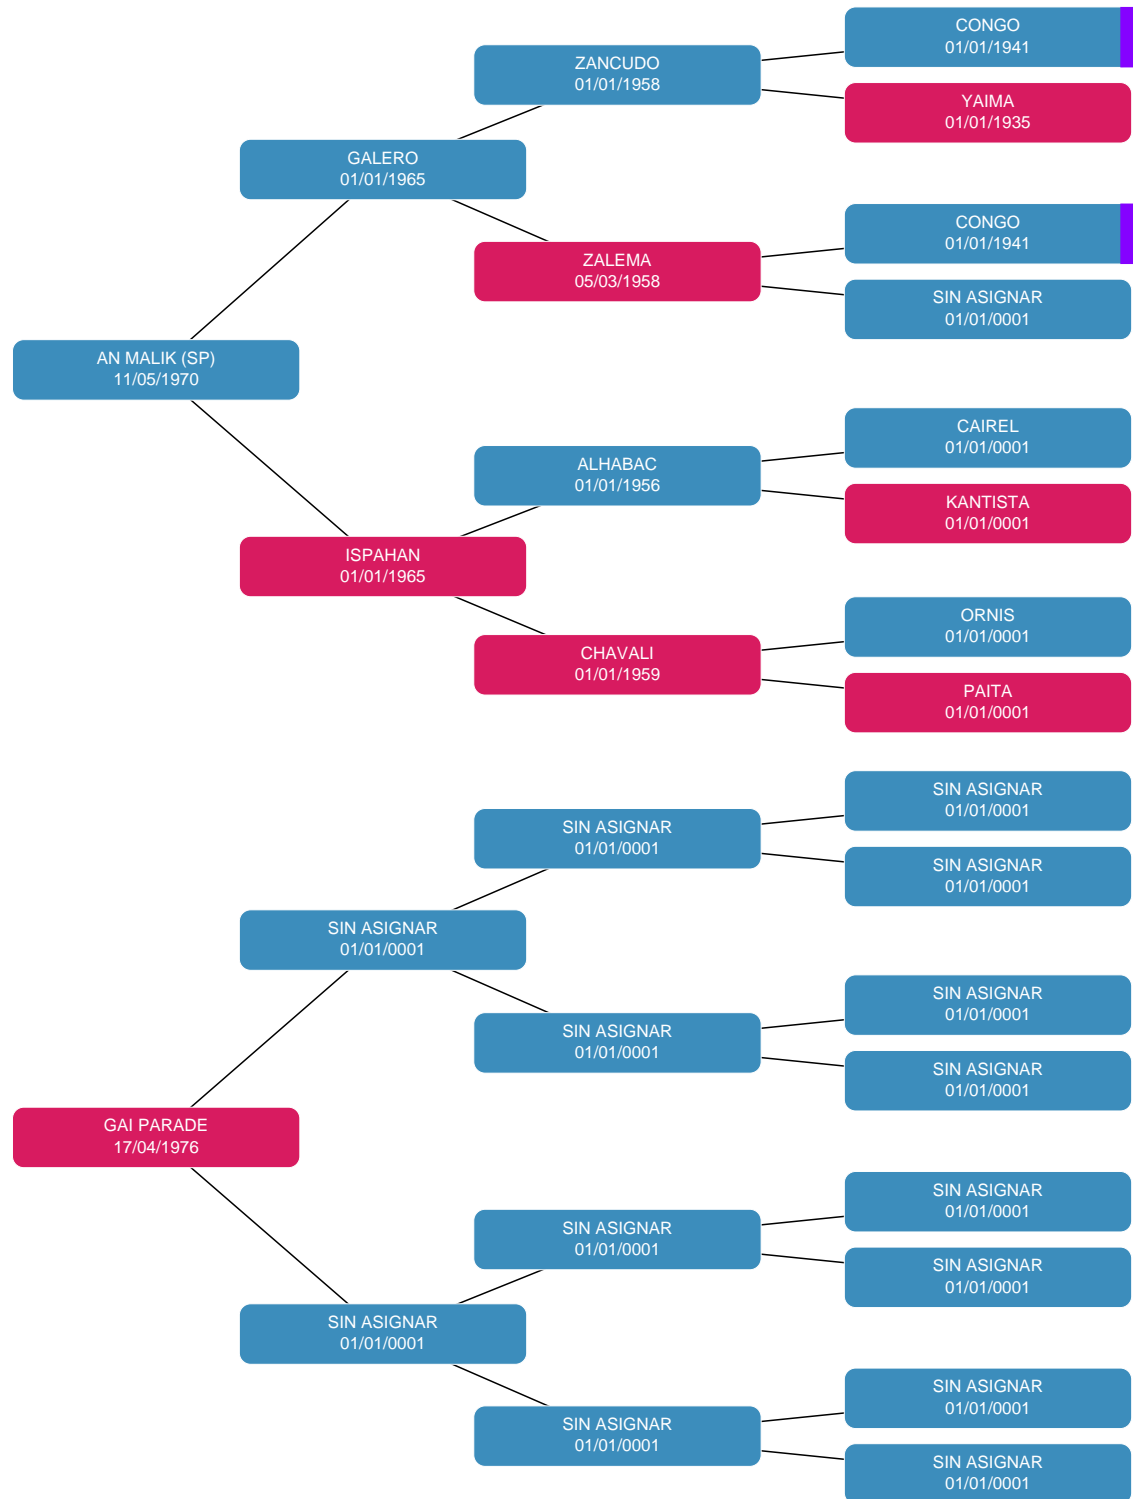 CONGO
01/01/1941
ZANCUDO
01/01/1958
YAIMA
01/01/1935
GALERO
01/01/1965
CONGO
01/01/1941
ZALEMA
05/03/1958
SIN ASIGNAR
01/01/0001
AN MALIK (SP)
11/05/1970
CAIREL
01/01/0001
ALHABAC
01/01/1956
KANTISTA
01/01/0001
ISPAHAN
01/01/1965
ORNIS
01/01/0001
CHAVALI
01/01/1959
PAITA
01/01/0001
SIN ASIGNAR
01/01/0001
SIN ASIGNAR
01/01/0001
SIN ASIGNAR
01/01/0001
SIN ASIGNAR
01/01/0001
SIN ASIGNAR
01/01/0001
SIN ASIGNAR
01/01/0001
SIN ASIGNAR
01/01/0001
GAI PARADE
17/04/1976
SIN ASIGNAR
01/01/0001
SIN ASIGNAR
01/01/0001
SIN ASIGNAR
01/01/0001
SIN ASIGNAR
01/01/0001
SIN ASIGNAR
01/01/0001
SIN ASIGNAR
01/01/0001
SIN ASIGNAR
01/01/0001